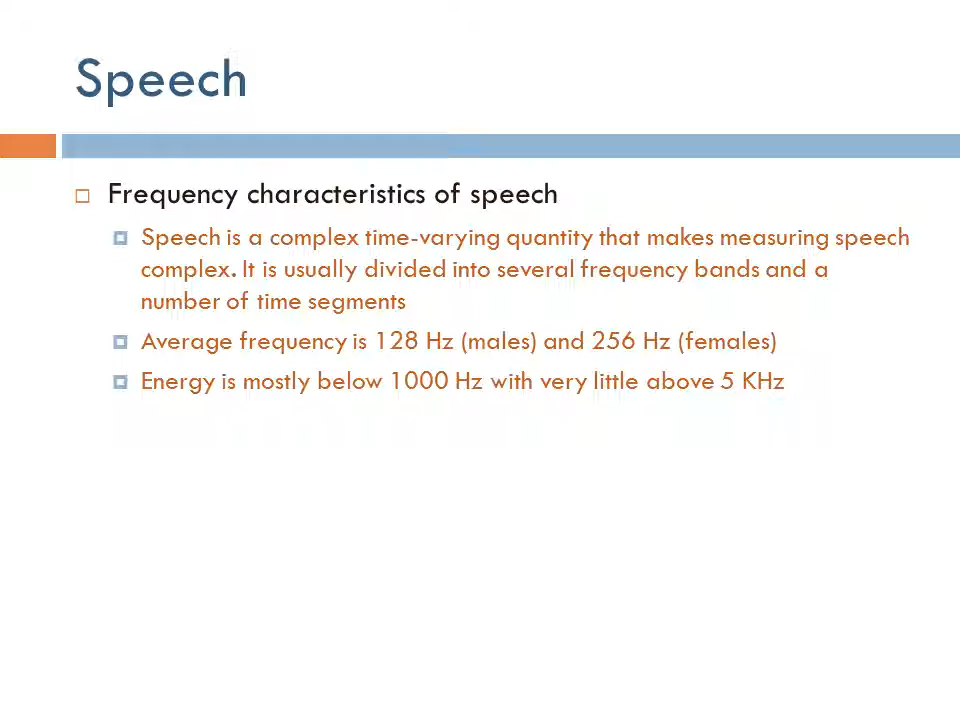 Speech
Frequency characteristics of speech
Speech is a complex time-varying quantity that makes measuring speech
complex. It is usually divided into several frequency bands and a
number of time segments
Average frequency is 128 Hz (males) and 256 Hz (females)
Energy is mostly below 1000 Hz with very little above 5 KHz